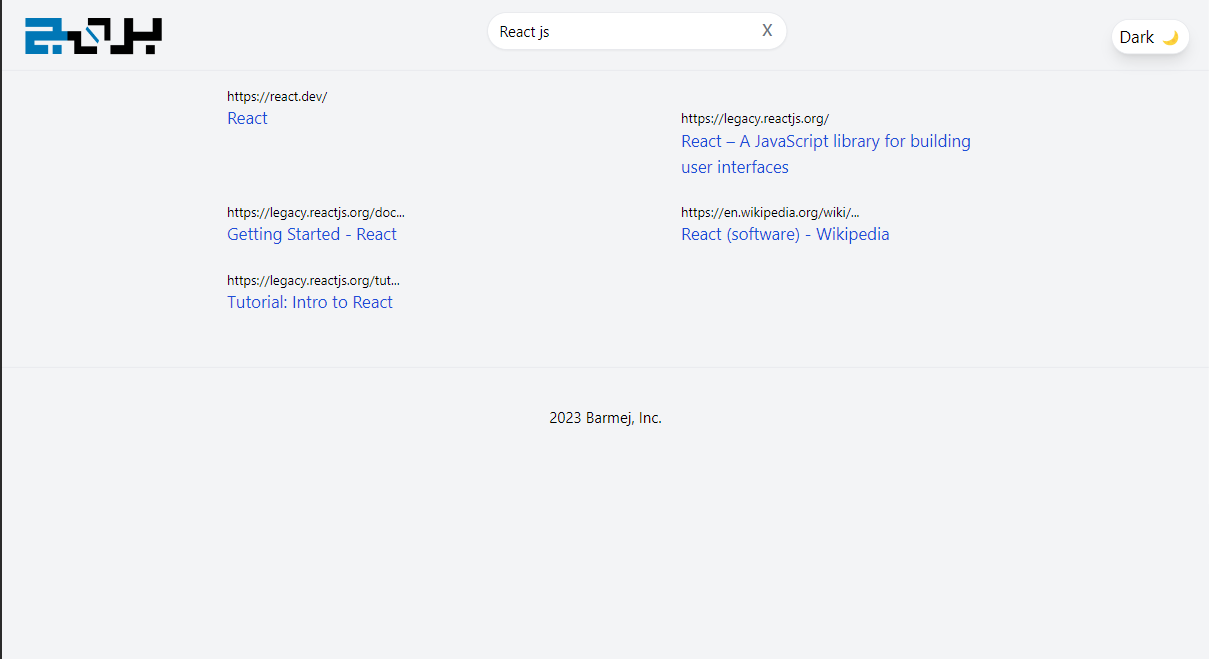 React js
X
Dark 🌙
https://react.dev/
React
https://legacy.reactjs.org/
React – A JavaScript library for building
user interfaces
https://legacy.reactjs.org/doc...
Getting Started - React
https://en.wikipedia.org/wiki/...
React (software) - Wikipedia
https://legacy.reactjs.org/tut...
Tutorial: Intro to React
2023 Barmej, Inc.